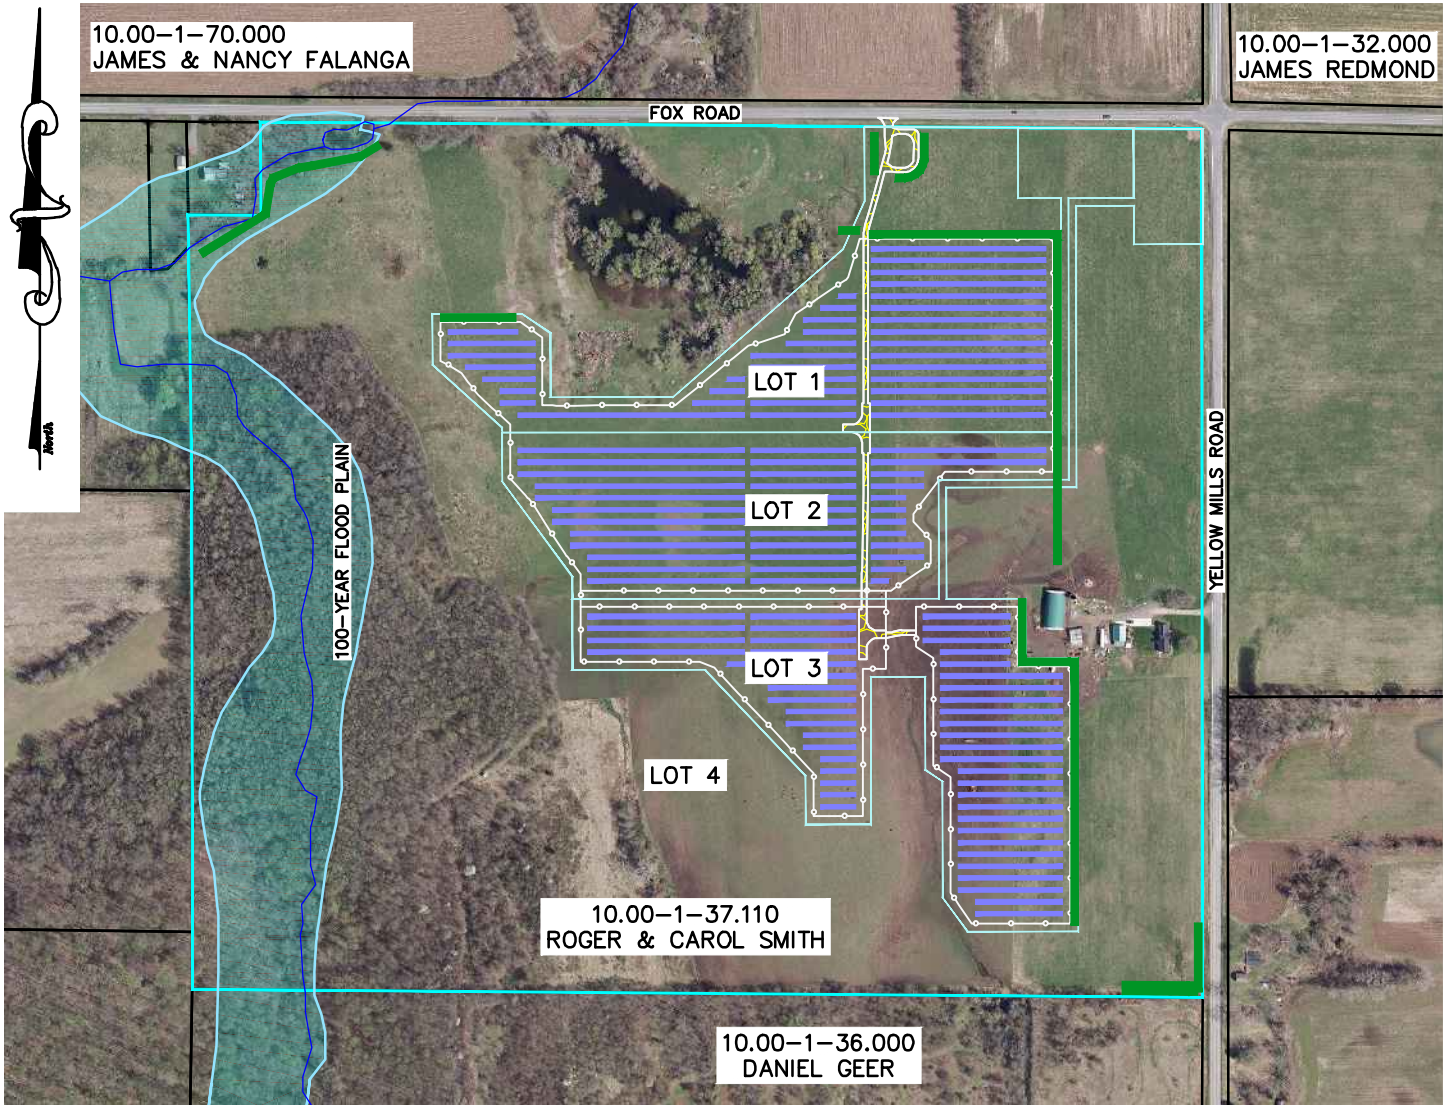 10.00-1-70.000
JAMES & NANCY FALANGA
10.00-1-32.000
JAMES REDMOND
FOX ROAD
North
LOT 1
100-YEAR FLOOD PLAIN
LOT 2
YELLOW MILLS ROAD
LOT 3
LOT 4
10.00-1-37.110
ROGER & CAROL SMITH
10.00-1-36.000
DANIEL GEER